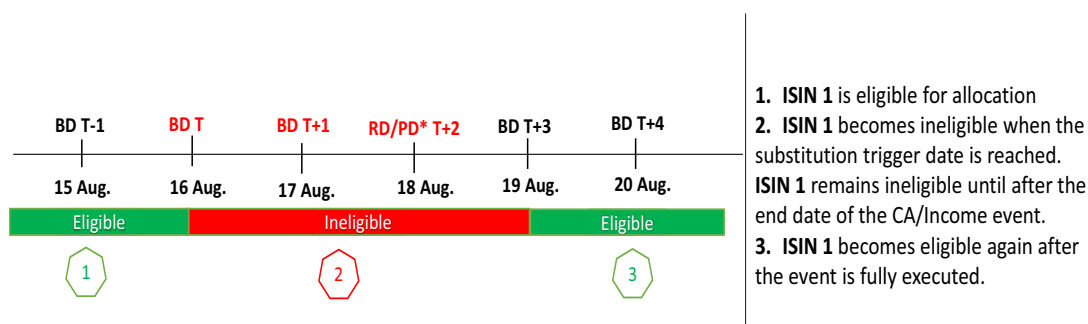 BD T-1 BD T BD T+1 RD/PD* T+2 BD T+3 BD T+4
15 Aug. 16 Aug. 17 Aug. 18 Aug. 19 Aug. 20 Aug.
Eligible Ineligible Eligible
1 2 3
1. ISIN 1 is eligible for allocation
2. ISIN 1 becomes ineligible when the
substitution trigger date is reached.
ISIN 1 remains ineligible until after the
end date of the CA/Income event.
3. ISIN 1 becomes eligible again after
the event is fully executed.